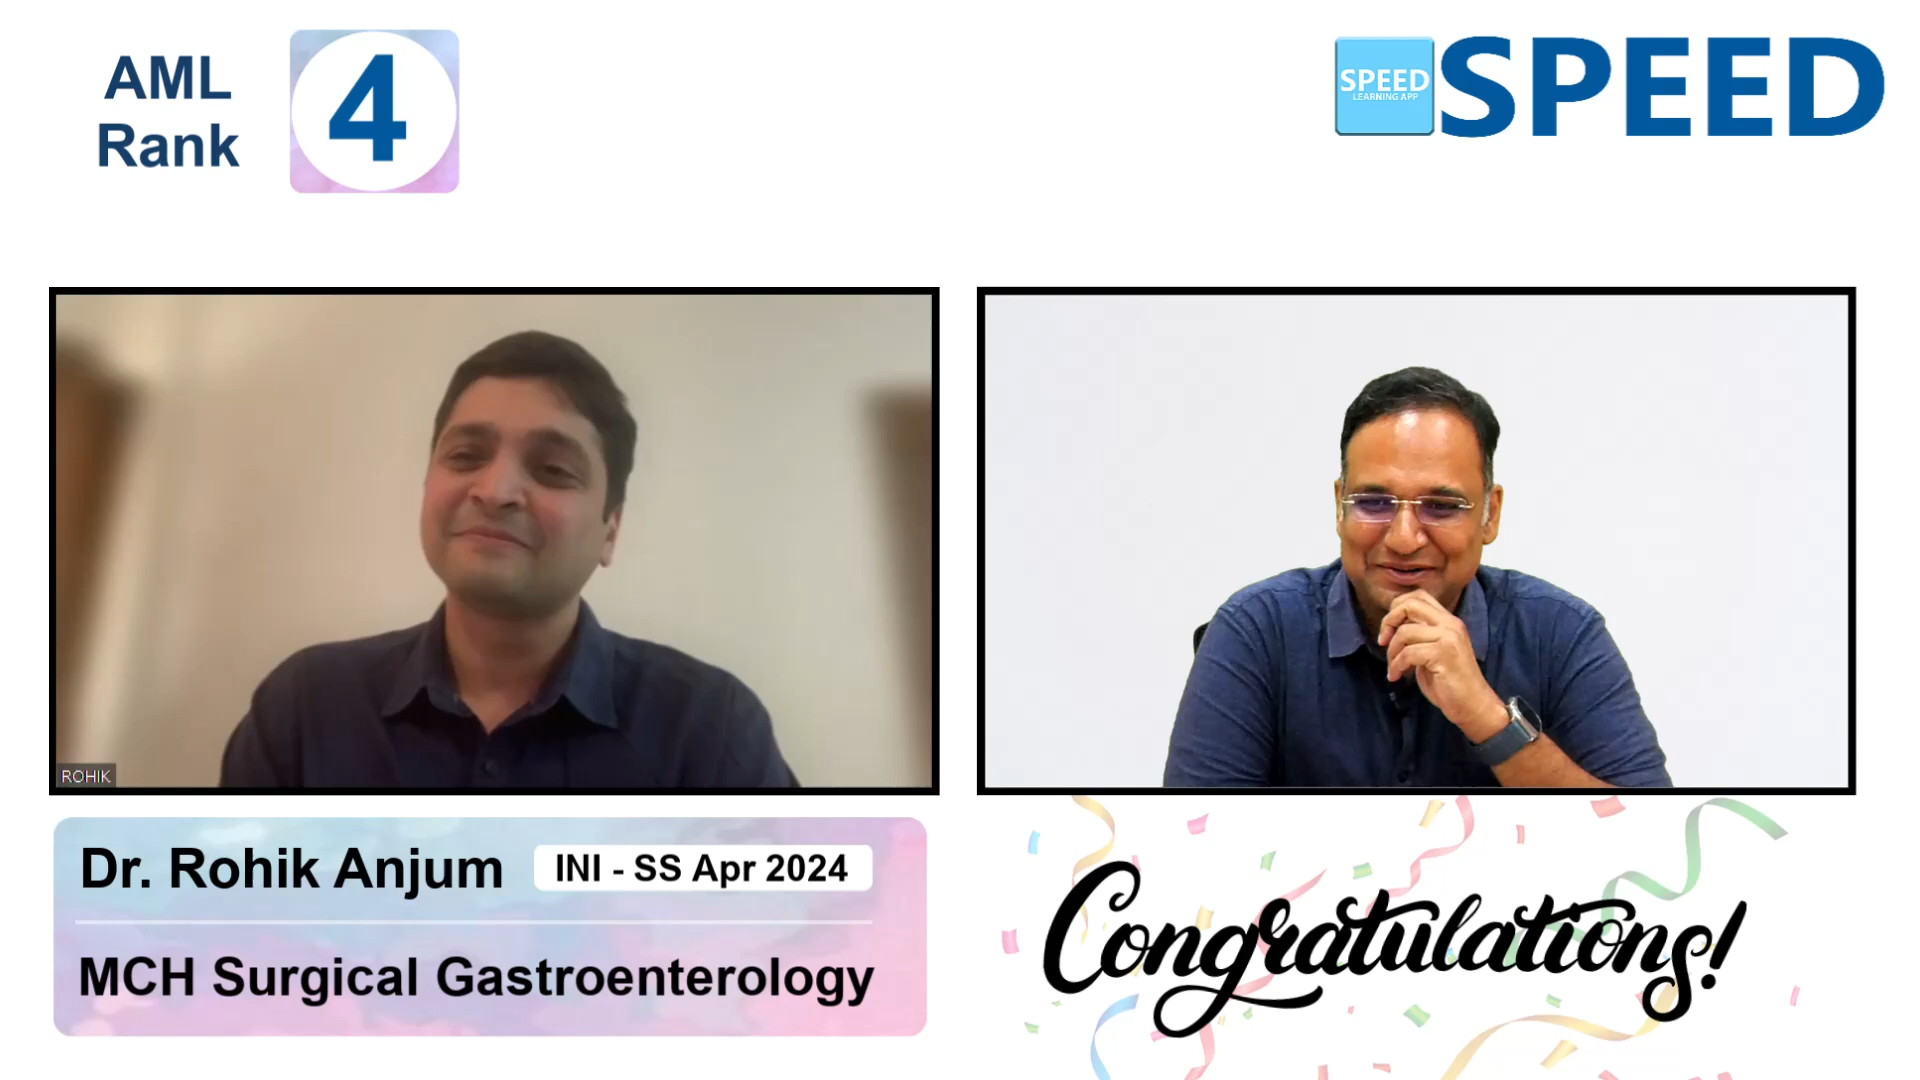 AML
Rank
4
SPEED
LEARNING APP
SPEED
ROHIK
Dr. Rohik Anjum
INI - SS Apr 2024
MCH Surgical Gastroenterology
Congratulations!